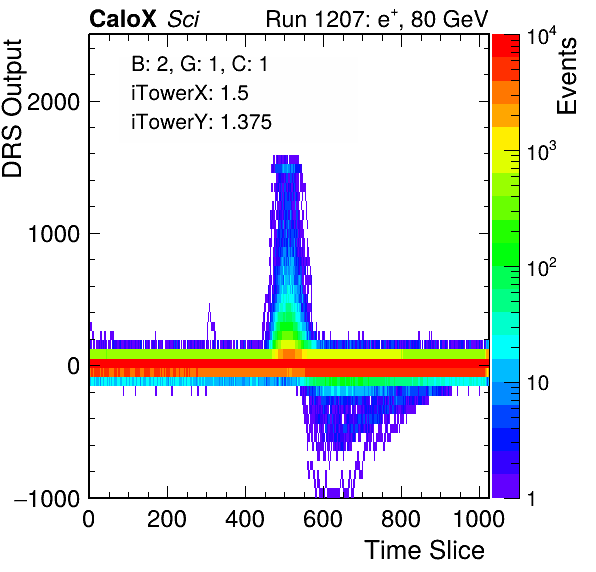 CaloX Sci
Run 1207: e⁺, 80 GeV
B: 2, G: 1, C: 1
iTowerX: 1.5
iTowerY: 1.375
DRS Output
2000
1000
0
−1000
0 200 400 600 800 1000
Time Slice
Events
10⁴
10³
10²
10
1